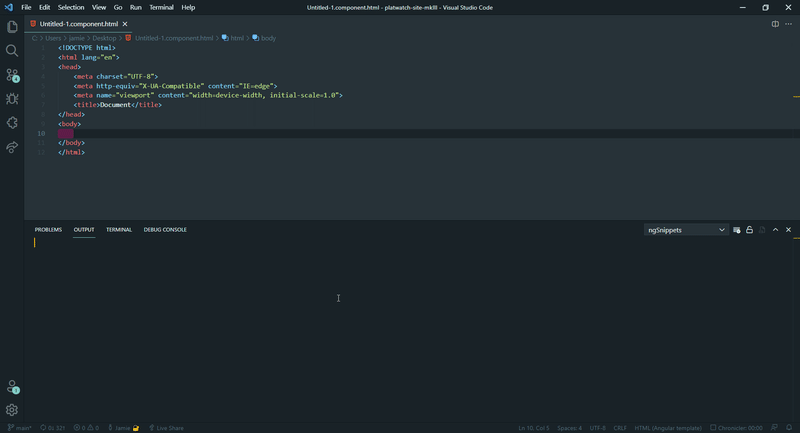 File Edit Selection View Go Run Terminal Help
Untitled-1.component.html - platwatch-site-mkIII - Visual Studio Code
Untitled-1.component.html
C: > Users > jamie > Desktop > Untitled-1.component.html > html > body
1 <!DOCTYPE html>
2 <html lang="en">
3 <head>
4 <meta charset="UTF-8">
5 <meta http-equiv="X-UA-Compatible" content="IE=edge">
6 <meta name="viewport" content="width=device-width, initial-scale=1.0">
7 <title>Document</title>
8 </head>
9 <body>
10
11 </body>
12 </html>
4
PROBLEMS OUTPUT TERMINAL DEBUG CONSOLE
ngSnippets
1
main* 0↓ 52↑ 0 0 Jamie Live Share
Ln 10, Col 5 Spaces: 4 UTF-8 CRLF HTML (Angular template) Chronicler: 00:00